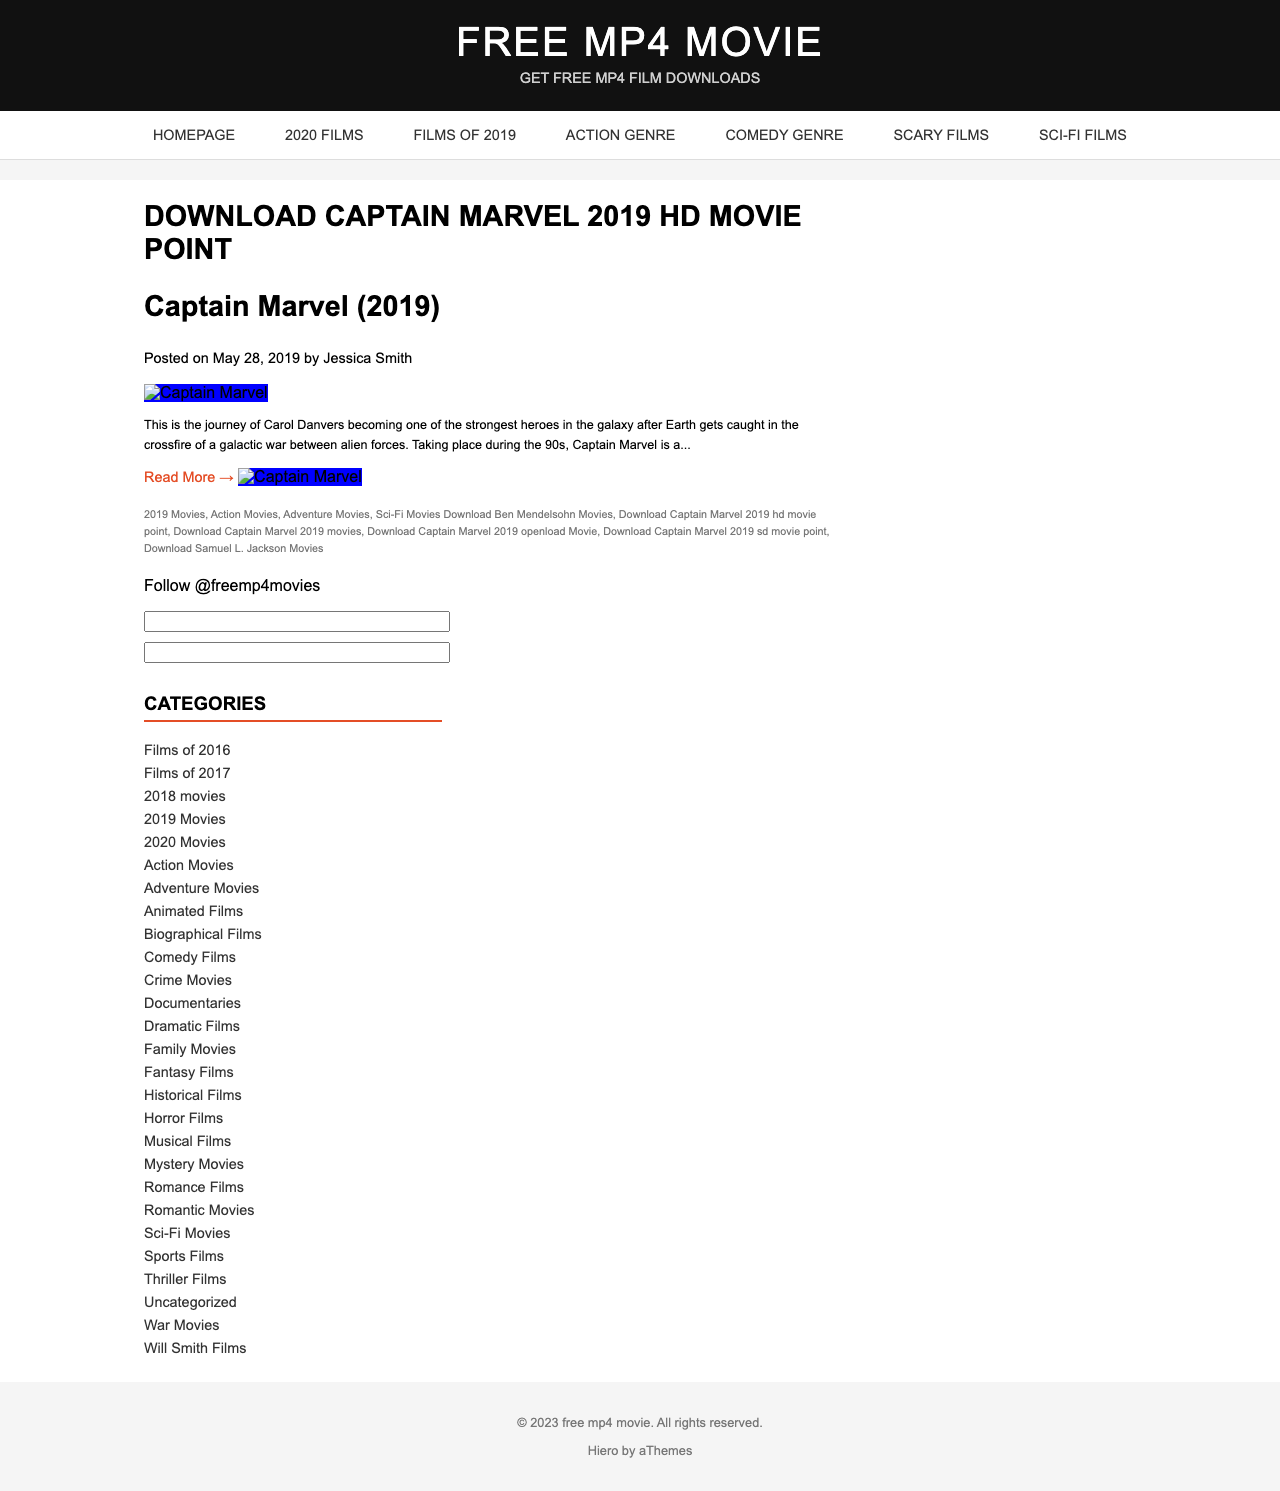 FREE MP4 MOVIE
GET FREE MP4 FILM DOWNLOADS
HOMEPAGE 2020 FILMS FILMS OF 2019 ACTION GENRE COMEDY GENRE SCARY FILMS SCI-FI FILMS
DOWNLOAD CAPTAIN MARVEL 2019 HD MOVIE
POINT
Captain Marvel (2019)
Posted on May 28, 2019 by Jessica Smith
Captain Marvel
This is the journey of Carol Danvers becoming one of the strongest heroes in the galaxy after Earth gets caught in the
crossfire of a galactic war between alien forces. Taking place during the 90s, Captain Marvel is a...
Read More → Captain Marvel
2019 Movies, Action Movies, Adventure Movies, Sci-Fi Movies Download Ben Mendelsohn Movies, Download Captain Marvel 2019 hd movie
point, Download Captain Marvel 2019 movies, Download Captain Marvel 2019 openload Movie, Download Captain Marvel 2019 sd movie point,
Download Samuel L. Jackson Movies
Follow @freemp4movies
CATEGORIES
Films of 2016
Films of 2017
2018 movies
2019 Movies
2020 Movies
Action Movies
Adventure Movies
Animated Films
Biographical Films
Comedy Films
Crime Movies
Documentaries
Dramatic Films
Family Movies
Fantasy Films
Historical Films
Horror Films
Musical Films
Mystery Movies
Romance Films
Romantic Movies
Sci-Fi Movies
Sports Films
Thriller Films
Uncategorized
War Movies
Will Smith Films
© 2023 free mp4 movie. All rights reserved.
Hiero by aThemes